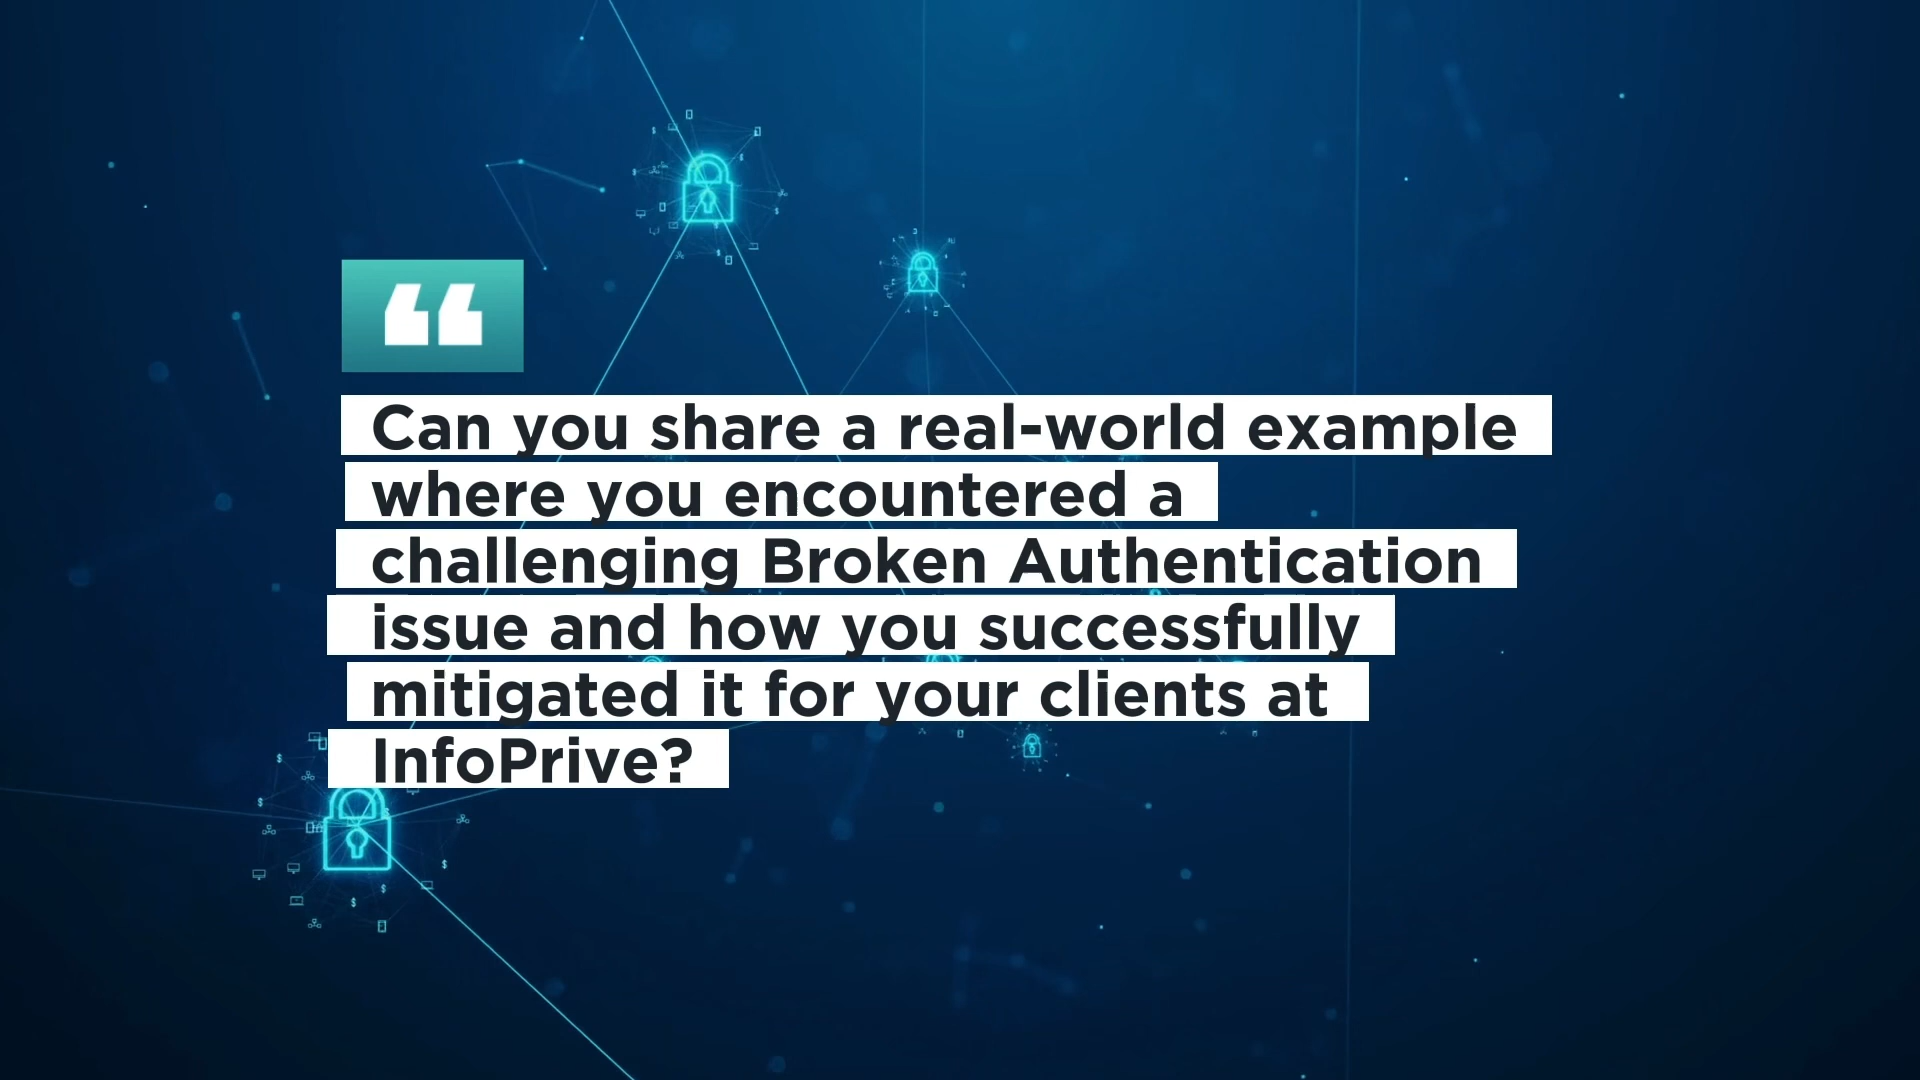 “
Can you share a real-world example
where you encountered a
challenging Broken Authentication
issue and how you successfully
mitigated it for your clients at
InfoPrive?